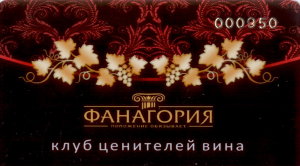 000350
ФАНАГОРИЯ
ПОЛОЖЕНИЕ ОБЯЗЫВАЕТ
клуб ценителей вина